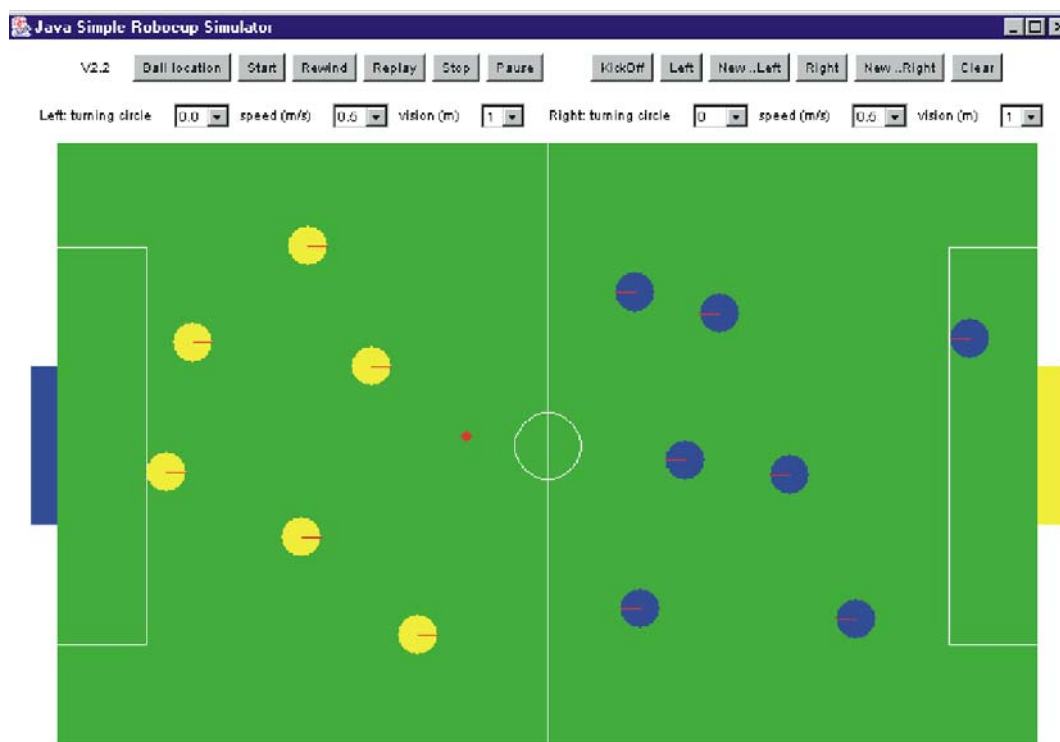 Java Simple Robocup Simulator
V2.2 Ball location Start Rewind Replay Stop Pause KickOff Left New ..Left Right New ..Right Clear
Left: turning circle 0.0 speed (m/s) 0.5 vision (m) 1 Right: turning circle 0 speed (m/s) 0.5 vision (m) 1